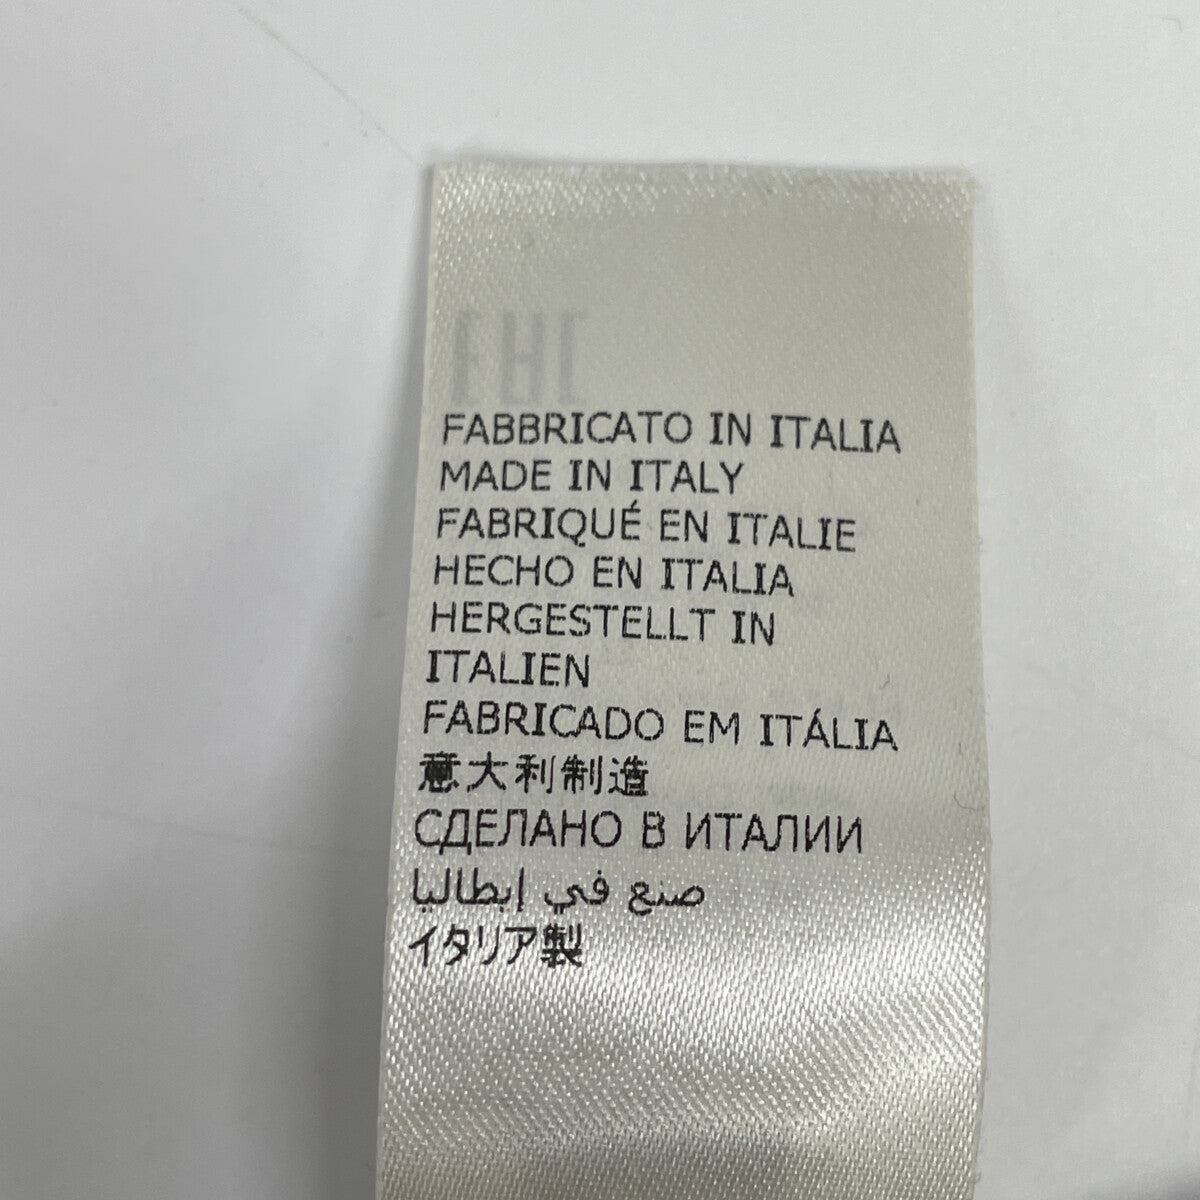 FABBRICATO IN ITALIA
MADE IN ITALY
FABRIQUÉ EN ITALIE
HECHO EN ITALIA
HERGESTELLT IN
ITALIEN
FABRICADO EM ITÁLIA
意大利制造
СДЕЛАНО В ИТАЛИИ
صنع في إيطاليا
イタリア製